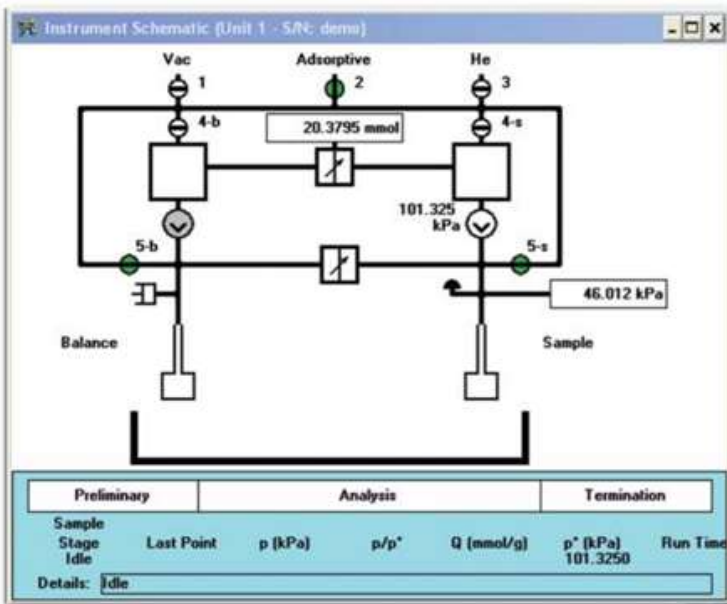 Instrument Schematic (Unit 1 - S/N: demo)
Vac Adsorptive He
1 2 3
4-b 20.3795 mmol 4-s
101.325
kPa
5-b 5-s
46.012 kPa
Balance Sample
Preliminary Analysis Termination
Sample
Stage Last Point p (kPa) p/p° Q (mmol/g) p° (kPa) Run Time
Idle 101.3250
Details: Idle